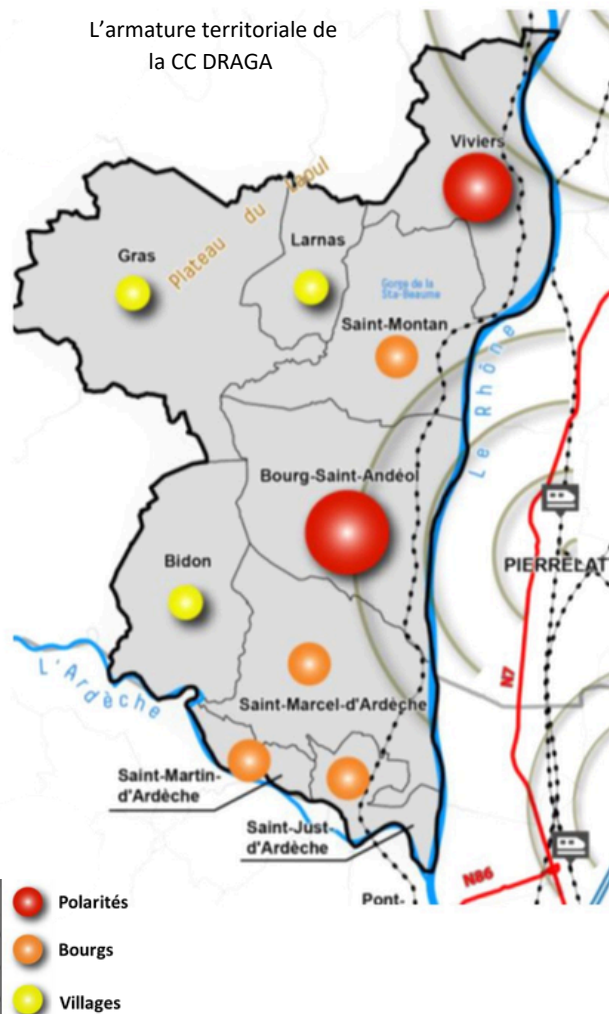 L'armature territoriale de
la CC DRAGA
Viviers
Plateau du Laoul
Larnas
Gras
Gorge de la
Sta-Beaume
Saint-Montan
Le Rhône
Bourg-Saint-Andéol
PIERRELAT
Bidon
L'Ardèche
N7
Saint-Marcel-d'Ardèche
Saint-Martin-
d'Ardèche
Saint-Just-
d'Ardèche
N86
Pont-
Polarités
Bourgs
Villages